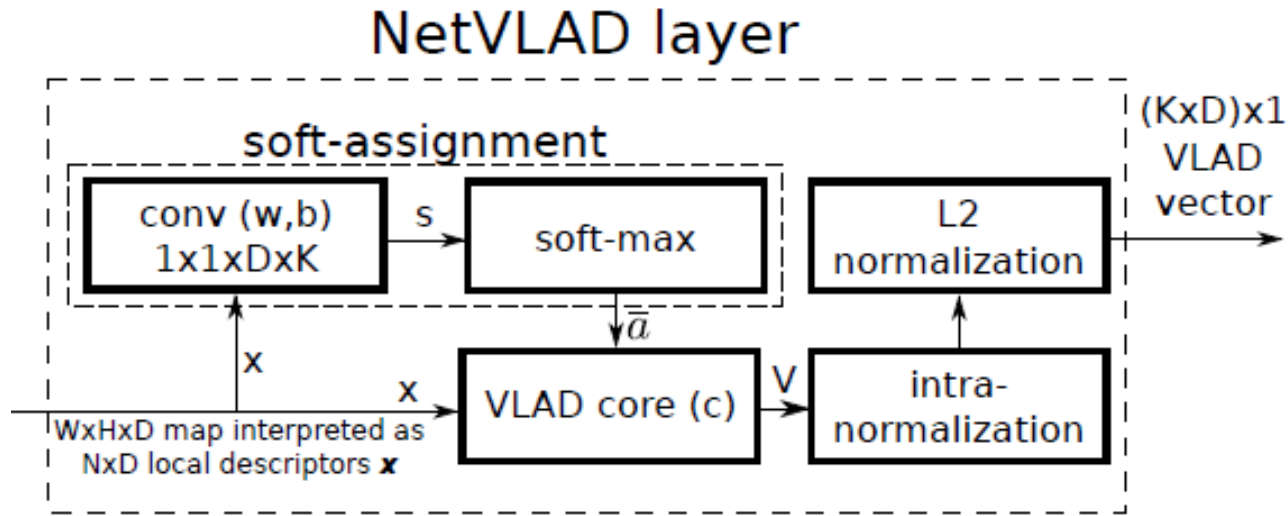 NetVLAD layer
soft-assignment
conv (w,b)
1x1xDxK
s
soft-max
L2
normalization
(KxD)x1
VLAD
vector
x
a̅
x
VLAD core (c)
V
intra-
normalization
WxHxD map interpreted as
NxD local descriptors x